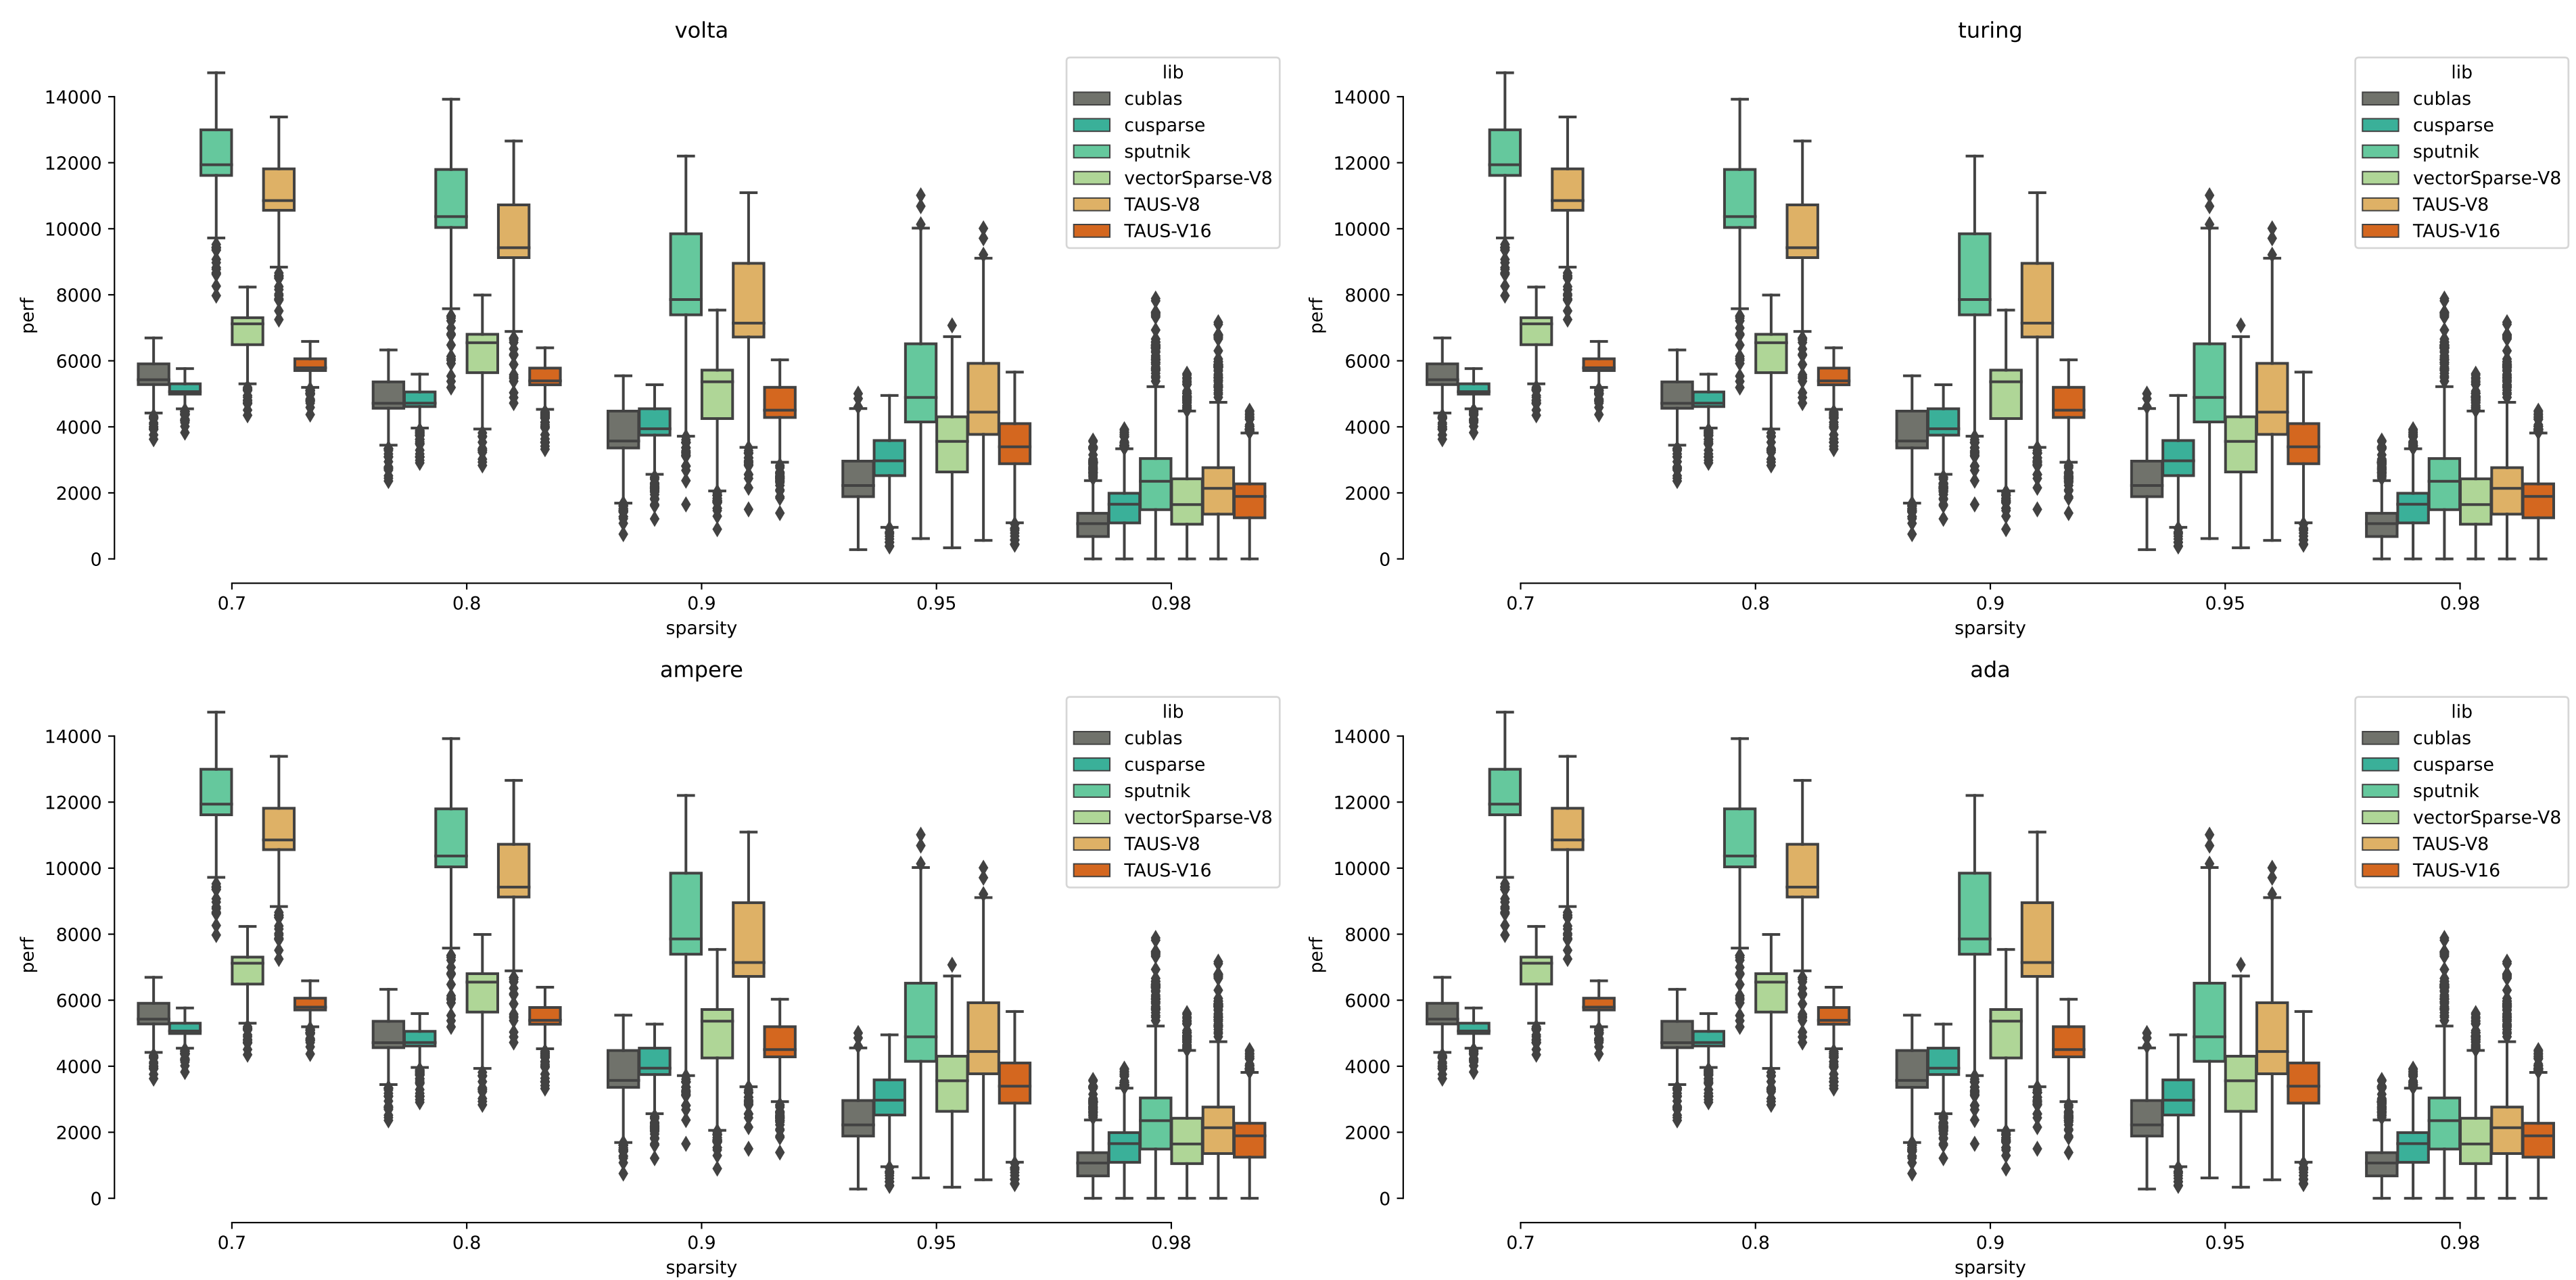 volta
lib
cublas
cusparse
sputnik
vectorSparse-V8
TAUS-V8
TAUS-V16
14000
12000
10000
8000
6000
4000
2000
0
perf
0.7 0.8 0.9 0.95 0.98
sparsity
turing
lib
cublas
cusparse
sputnik
vectorSparse-V8
TAUS-V8
TAUS-V16
14000
12000
10000
8000
6000
4000
2000
0
perf
0.7 0.8 0.9 0.95 0.98
sparsity
ampere
lib
cublas
cusparse
sputnik
vectorSparse-V8
TAUS-V8
TAUS-V16
14000
12000
10000
8000
6000
4000
2000
0
perf
0.7 0.8 0.9 0.95 0.98
sparsity
ada
lib
cublas
cusparse
sputnik
vectorSparse-V8
TAUS-V8
TAUS-V16
14000
12000
10000
8000
6000
4000
2000
0
perf
0.7 0.8 0.9 0.95 0.98
sparsity